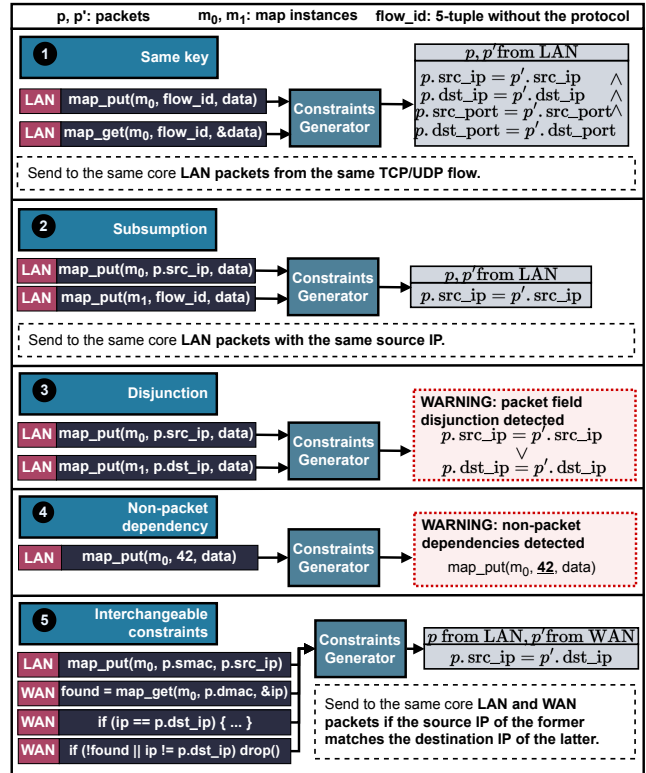 p, p': packets m₀, m₁: map instances flow_id: 5-tuple without the protocol
1 Same key
LAN map_put(m₀, flow_id, data)
LAN map_get(m₀, flow_id, &data)
Constraints
Generator
p, p′ from LAN
p. src_ip = p′. src_ip ∧
p. dst_ip = p′. dst_ip ∧
p. src_port = p′. src_port ∧
p. dst_port = p′. dst_port
Send to the same core LAN packets from the same TCP/UDP flow.
2 Subsumption
LAN map_put(m₀, p.src_ip, data)
LAN map_put(m₁, flow_id, data)
Constraints
Generator
p, p′ from LAN
p. src_ip = p′. src_ip
Send to the same core LAN packets with the same source IP.
3 Disjunction
LAN map_put(m₀, p.src_ip, data)
LAN map_put(m₁, p.dst_ip, data)
Constraints
Generator
WARNING: packet field
disjunction detected
p. src_ip = p′. src_ip
∨
p. dst_ip = p′. dst_ip
4 Non-packet
dependency
LAN map_put(m₀, 42, data)
Constraints
Generator
WARNING: non-packet
dependencies detected
map_put(m₀, 42, data)
5 Interchangeable
constraints
LAN map_put(m₀, p.smac, p.src_ip)
WAN found = map_get(m₀, p.dmac, &ip)
WAN if (ip == p.dst_ip) { ... }
WAN if (!found || ip != p.dst_ip) drop()
Constraints
Generator
p from LAN, p′ from WAN
p. src_ip = p′. dst_ip
Send to the same core LAN and WAN
packets if the source IP of the former
matches the destination IP of the latter.